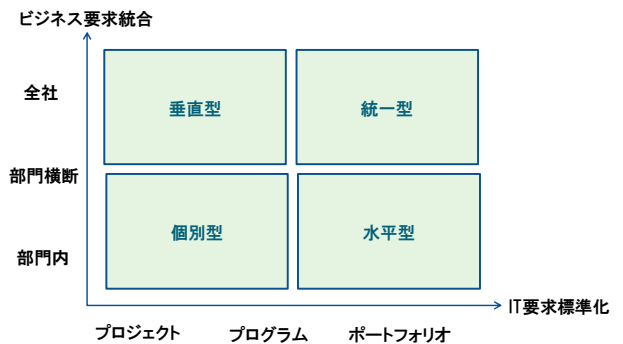 ビジネス要求統合
全社
垂直型
統一型
部門横断
個別型
水平型
部門内
IT要求標準化
プロジェクト
プログラム
ポートフォリオ